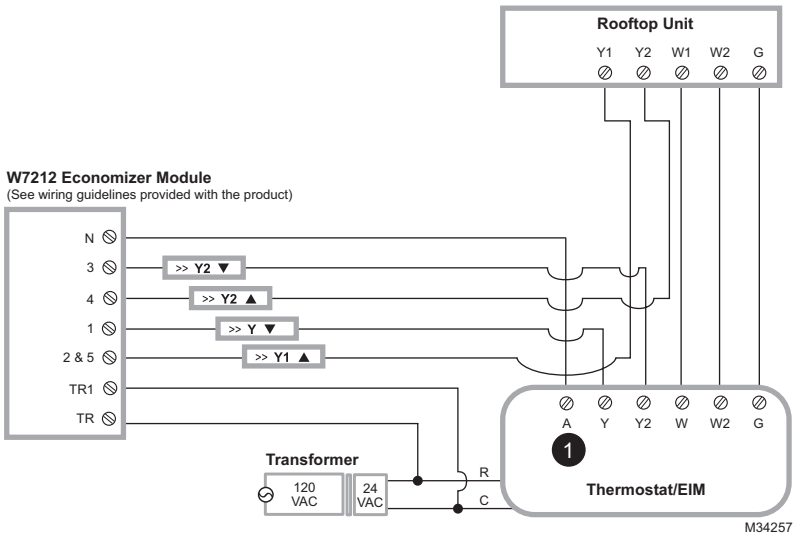 Rooftop Unit
Y1 Y2 W1 W2 G
W7212 Economizer Module
(See wiring guidelines provided with the product)
N
3 >> Y2 ▼
4 >> Y2 ▲
1 >> Y ▼
2 & 5 >> Y1 ▲
TR1
TR
A Y Y2 W W2 G
1
Thermostat/EIM
Transformer
120 VAC
24 VAC
R
C
M34257